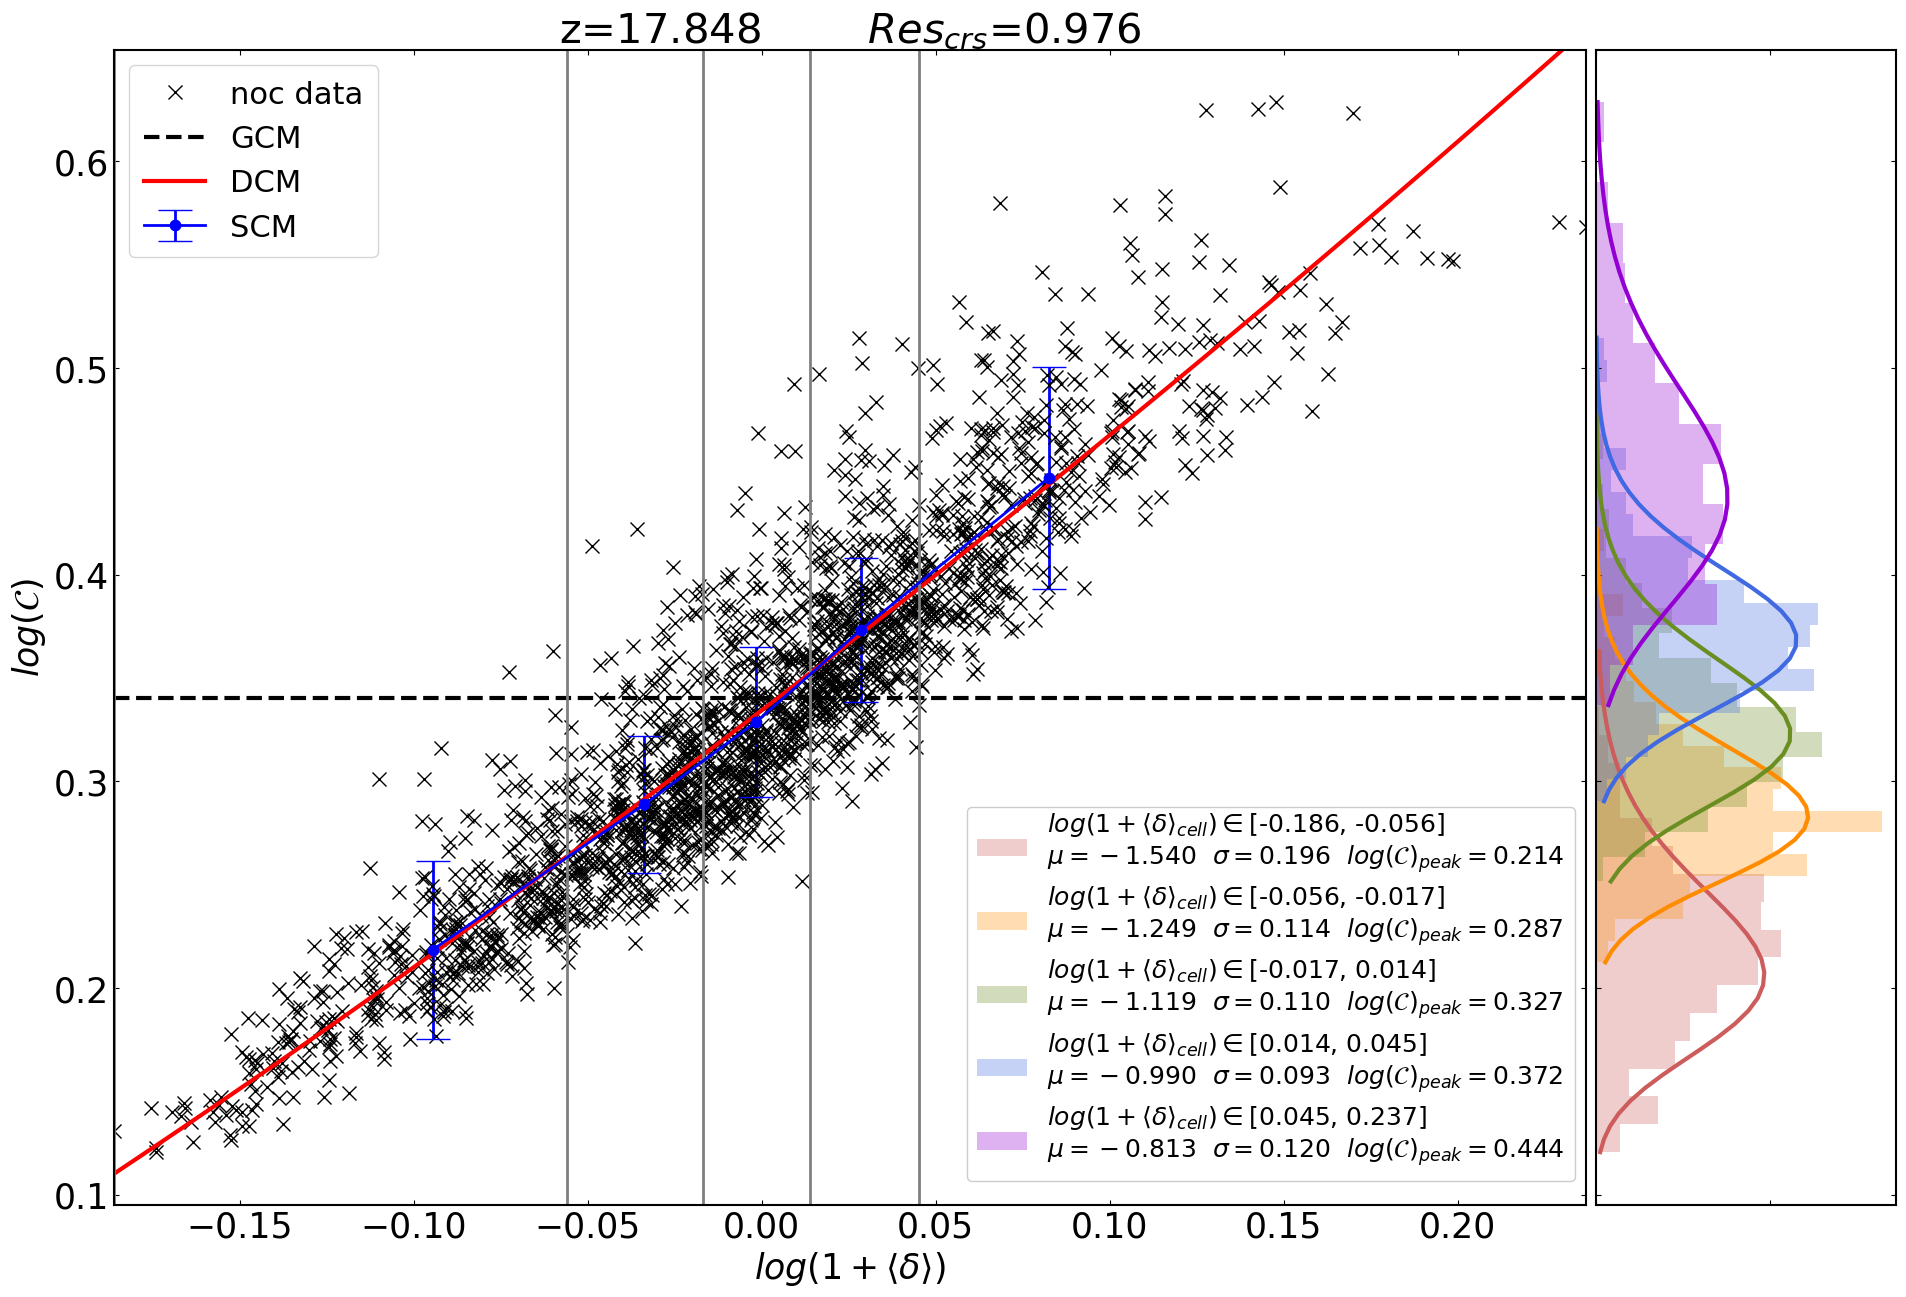 z=17.848 Res_crs=0.976
noc data
GCM
DCM
SCM
log(𝒞)
0.6
0.5
0.4
0.3
0.2
0.1
log(1 + ⟨δ⟩_cell) ∈ [-0.186, -0.056]
μ = −1.540 σ = 0.196 log(𝒞)_peak = 0.214
log(1 + ⟨δ⟩_cell) ∈ [-0.056, -0.017]
μ = −1.249 σ = 0.114 log(𝒞)_peak = 0.287
log(1 + ⟨δ⟩_cell) ∈ [-0.017, 0.014]
μ = −1.119 σ = 0.110 log(𝒞)_peak = 0.327
log(1 + ⟨δ⟩_cell) ∈ [0.014, 0.045]
μ = −0.990 σ = 0.093 log(𝒞)_peak = 0.372
log(1 + ⟨δ⟩_cell) ∈ [0.045, 0.237]
μ = −0.813 σ = 0.120 log(𝒞)_peak = 0.444
−0.15 −0.10 −0.05 0.00 0.05 0.10 0.15 0.20
log(1 + ⟨δ⟩)